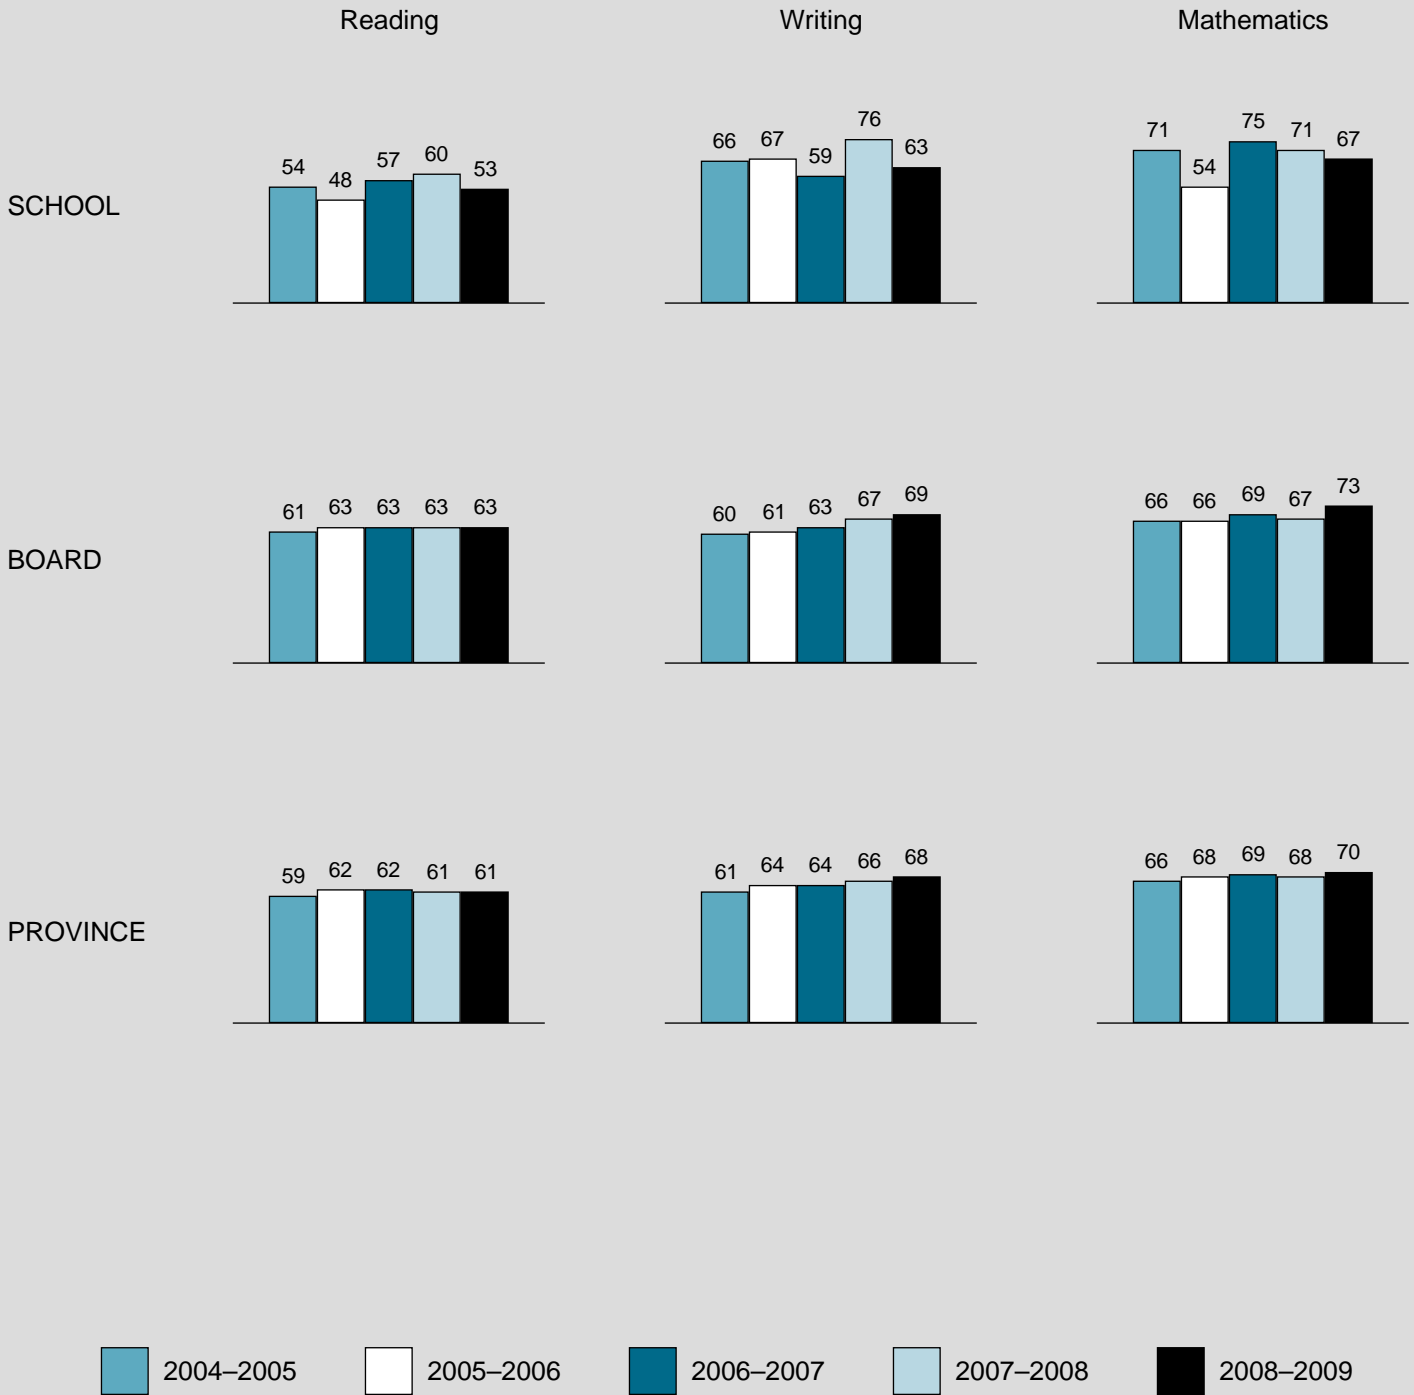 Reading Writing Mathematics
SCHOOL
54 48 57 60 53
66 67 59 76 63
71 54 75 71 67
BOARD
61 63 63 63 63
60 61 63 67 69
66 66 69 67 73
PROVINCE
59 62 62 61 61
61 64 64 66 68
66 68 69 68 70
2004–2005 2005–2006 2006–2007 2007–2008 2008–2009